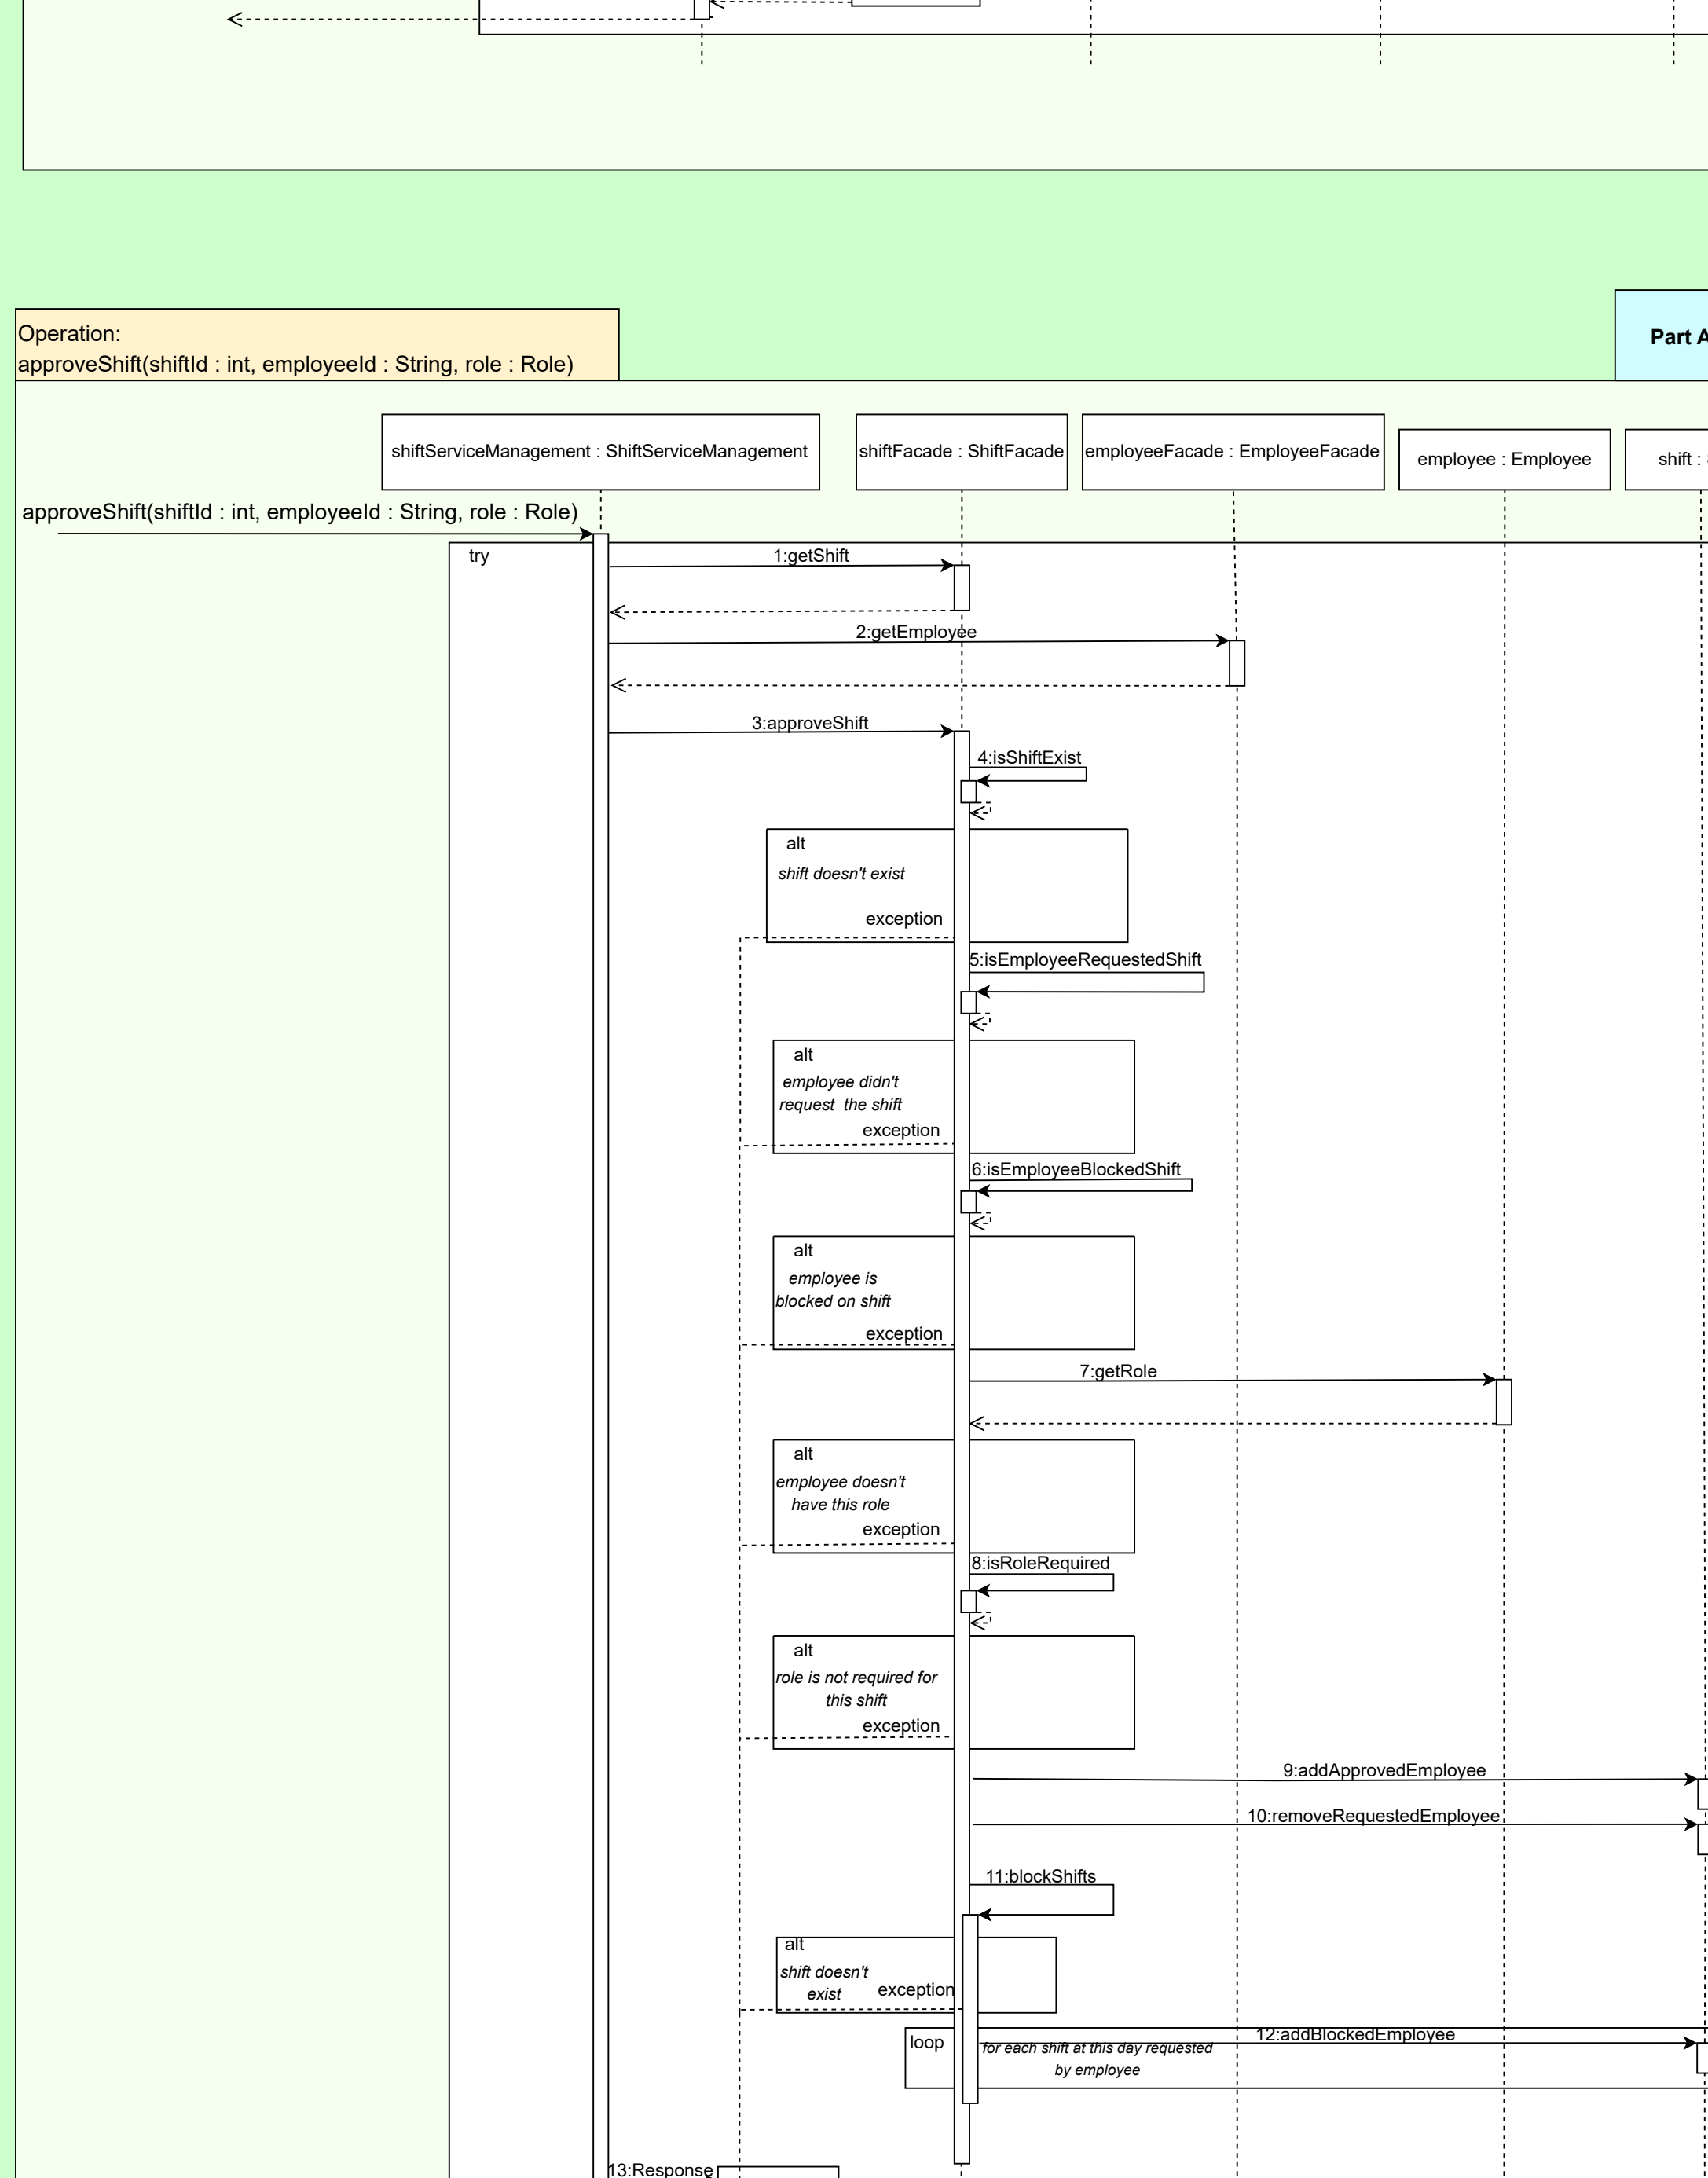 Operation:
approveShift(shiftId : int, employeeId : String, role : Role)
Part A
shiftServiceManagement : ShiftServiceManagement
shiftFacade : ShiftFacade
employeeFacade : EmployeeFacade
employee : Employee
shift :
approveShift(shiftId : int, employeeId : String, role : Role)
try
1:getShift
2:getEmployee
3:approveShift
4:isShiftExist
alt
shift doesn't exist
exception
5:isEmployeeRequestedShift
alt
employee didn't
request  the shift
exception
6:isEmployeeBlockedShift
alt
employee is
blocked on shift
exception
7:getRole
alt
employee doesn't
have this role
exception
8:isRoleRequired
alt
role is not required for
this shift
exception
9:addApprovedEmployee
10:removeRequestedEmployee
11:blockShifts
alt
shift doesn't
exist
exception
loop
12:addBlockedEmployee
for each shift at this day requested
by employee
13:Response